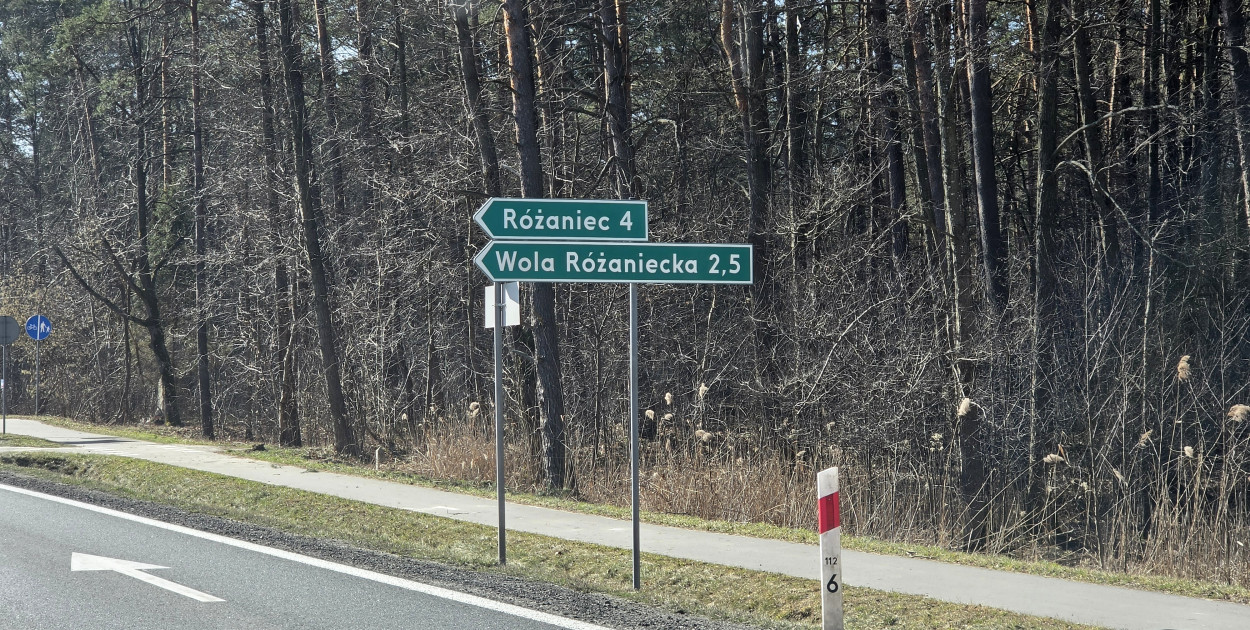 Różaniec 4
Wola Różaniecka 2,5
112
6